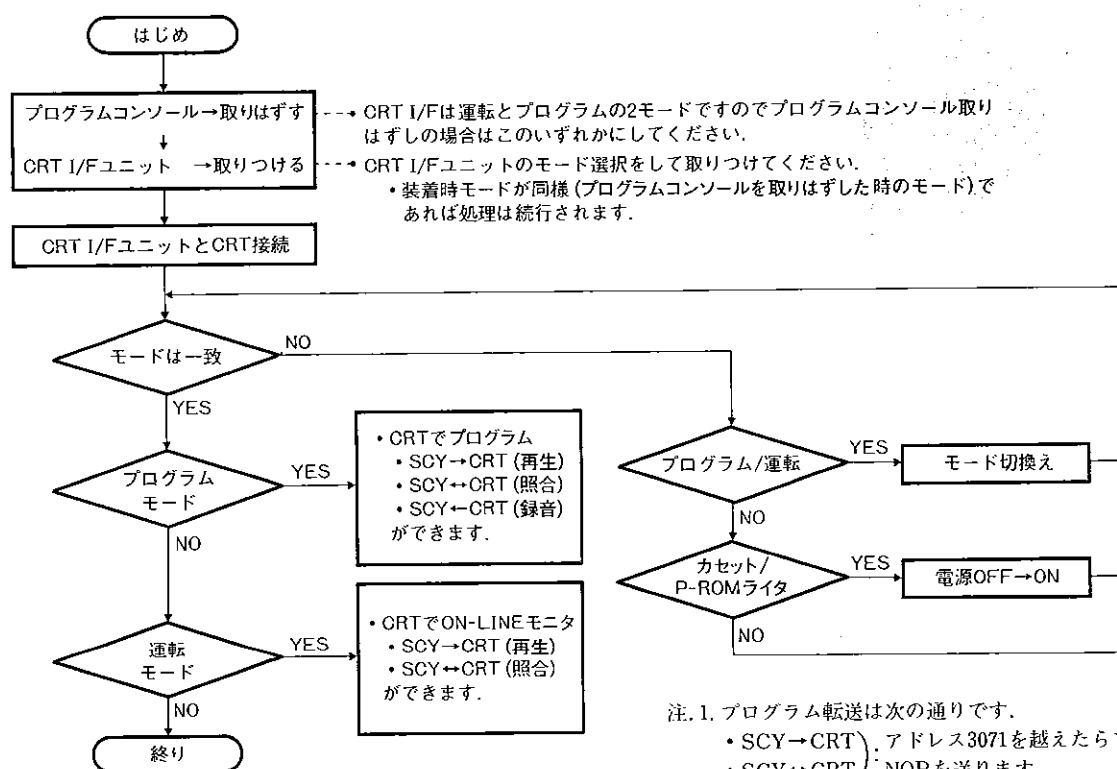 はじめ
プログラムコンソール→取りはずす
↓
CRT I/Fユニット →取りつける
CRT I/Fは運転とプログラムの2モードですのでプログラムコンソール取り
はずしの場合はこのいずれかにしてください.
CRT I/Fユニットのモード選択をして取りつけてください.
•装着時モードが同様(プログラムコンソールを取りはずした時のモード)で
あれば処理は続行されます.
CRT I/FユニットとCRT接続
モードは一致
NO
YES
プログラム
モード
YES
NO
•CRTでプログラム
•SCY→CRT(再生)
•SCY↔CRT(照合)
•SCY←CRT(録音)
ができます.
運転
モード
YES
NO
•CRTでON-LINEモニタ
•SCY→CRT(再生)
•SCY↔CRT(照合)
ができます.
終り
プログラム/運転
YES
モード切換え
NO
カセット/
P-ROMライタ
YES
電源OFF→ON
NO
注.1. プログラム転送は次の通りです.
•SCY→CRT
アドレス3071を越えたら